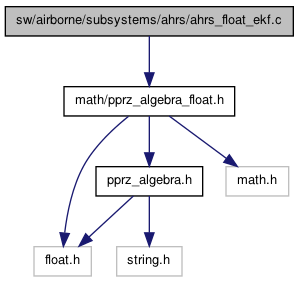 sw/airborne/subsystems/ahrs/ahrs_float_ekf.c
math/pprz_algebra_float.h
pprz_algebra.h
math.h
float.h
string.h